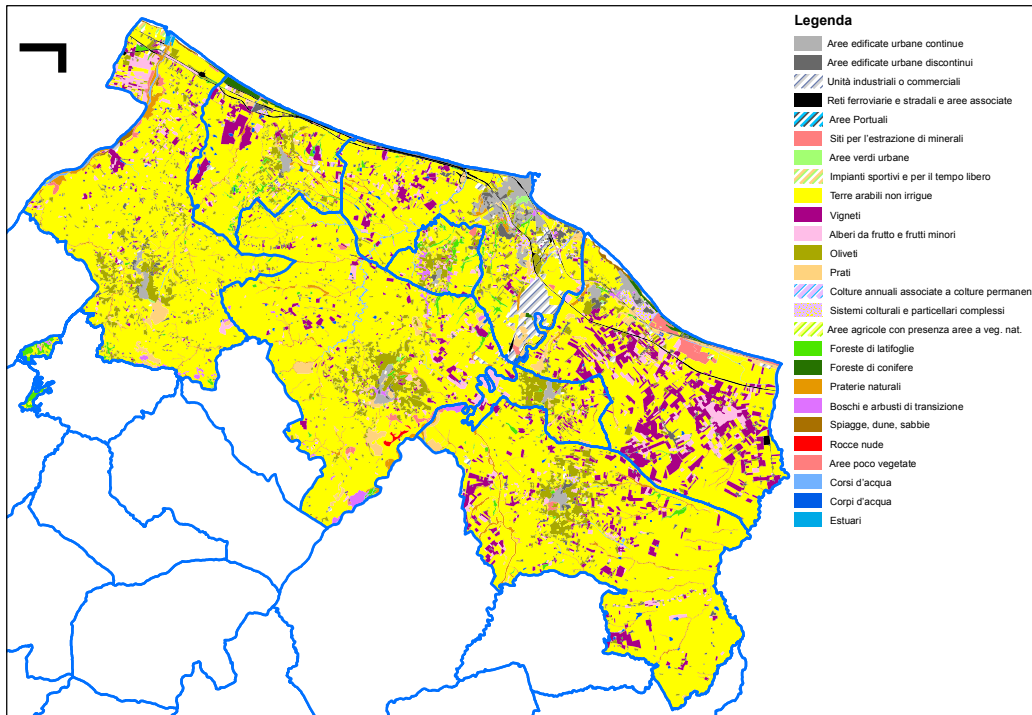 Legenda
Aree edificate urbane continue
Aree edificate urbane discontinui
Unità industriali o commerciali
Reti ferroviarie e stradali e aree associate
Aree Portuali
Siti per l'estrazione di minerali
Aree verdi urbane
Impianti sportivi e per il tempo libero
Terre arabili non irrigue
Vigneti
Alberi da frutto e frutti minori
Oliveti
Prati
Colture annuali associate a colture permanen
Sistemi colturali e particellari complessi
Aree agricole con presenza aree a veg. nat.
Foreste di latifoglie
Foreste di conifere
Praterie naturali
Boschi e arbusti di transizione
Spiagge, dune, sabbie
Rocce nude
Aree poco vegetate
Corsi d'acqua
Corpi d'acqua
Estuari